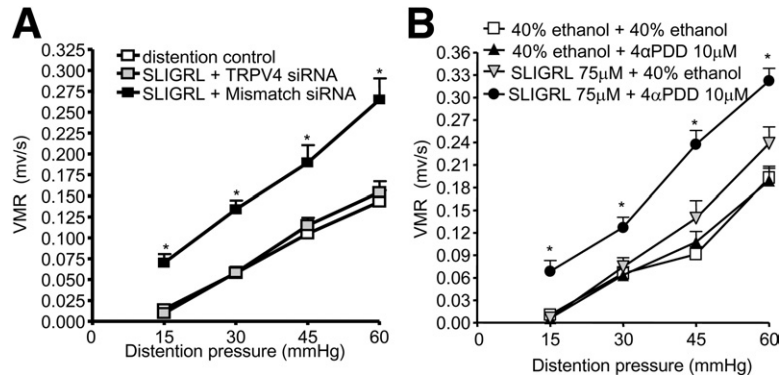 A
0.325
0.300
0.275
0.250
0.225
0.200
0.175
0.150
0.125
0.100
0.075
0.050
0.025
0.000
VMR (mv/s)
distention control
SLIGRL + TRPV4 siRNA
SLIGRL + Mismatch siRNA
*
*
*
*
0 15 30 45 60
Distention pressure (mmHg)
B
40% ethanol + 40% ethanol
40% ethanol + 4αPDD 10μM
SLIGRL 75μM + 40% ethanol
SLIGRL 75μM + 4αPDD 10μM
0.36
0.33
0.30
0.27
0.24
0.21
0.18
0.15
0.12
0.09
0.06
0.03
0.00
VMR (mv/s)
*
*
*
*
0 15 30 45 60
Distention pressure (mmHg)